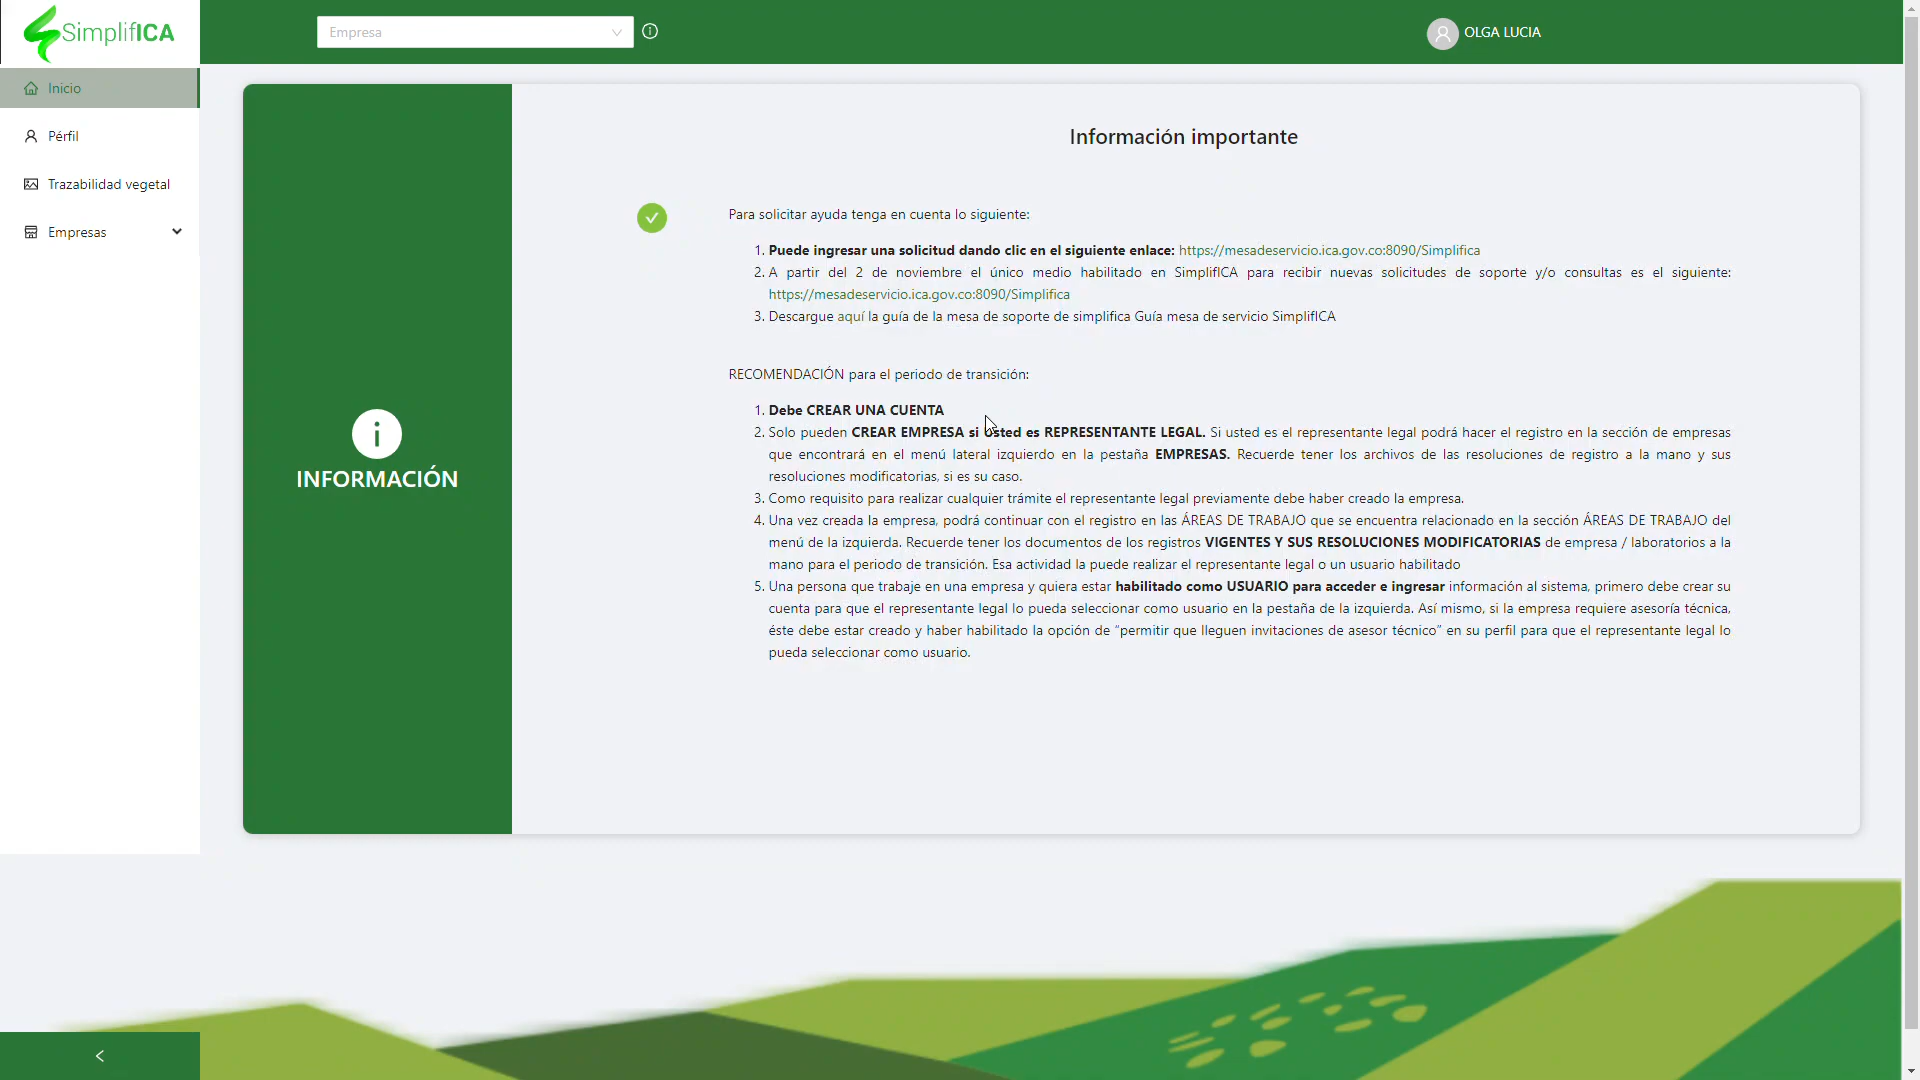 SimplifICA
Empresa
OLGA LUCIA
Inicio
Pérfil
Trazabilidad vegetal
Empresas
INFORMACIÓN
Información importante
Para solicitar ayuda tenga en cuenta lo siguiente:
1. Puede ingresar una solicitud dando clic en el siguiente enlace: https://mesadeservicio.ica.gov.co:8090/Simplifica
2. A partir del 2 de noviembre el único medio habilitado en SimplifICA para recibir nuevas solicitudes de soporte y/o consultas es el siguiente:
https://mesadeservicio.ica.gov.co:8090/Simplifica
3. Descargue aquí la guía de la mesa de soporte de simplifica Guía mesa de servicio SimplifICA
RECOMENDACIÓN para el periodo de transición:
1. Debe CREAR UNA CUENTA
2. Solo pueden CREAR EMPRESA si usted es REPRESENTANTE LEGAL. Si usted es el representante legal podrá hacer el registro en la sección de empresas
que encontrará en el menú lateral izquierdo en la pestaña EMPRESAS. Recuerde tener los archivos de las resoluciones de registro a la mano y sus
resoluciones modificatorias, si es su caso.
3. Como requisito para realizar cualquier trámite el representante legal previamente debe haber creado la empresa.
4. Una vez creada la empresa, podrá continuar con el registro en las ÁREAS DE TRABAJO que se encuentra relacionado en la sección ÁREAS DE TRABAJO del
menú de la izquierda. Recuerde tener los documentos de los registros VIGENTES Y SUS RESOLUCIONES MODIFICATORIAS de empresa / laboratorios a la
mano para el periodo de transición. Esa actividad la puede realizar el representante legal o un usuario habilitado
5. Una persona que trabaje en una empresa y quiera estar habilitado como USUARIO para acceder e ingresar información al sistema, primero debe crear su
cuenta para que el representante legal lo pueda seleccionar como usuario en la pestaña de la izquierda. Así mismo, si la empresa requiere asesoría técnica,
éste debe estar creado y haber habilitado la opción de “permitir que lleguen invitaciones de asesor técnico” en su perfil para que el representante legal lo
pueda seleccionar como usuario.